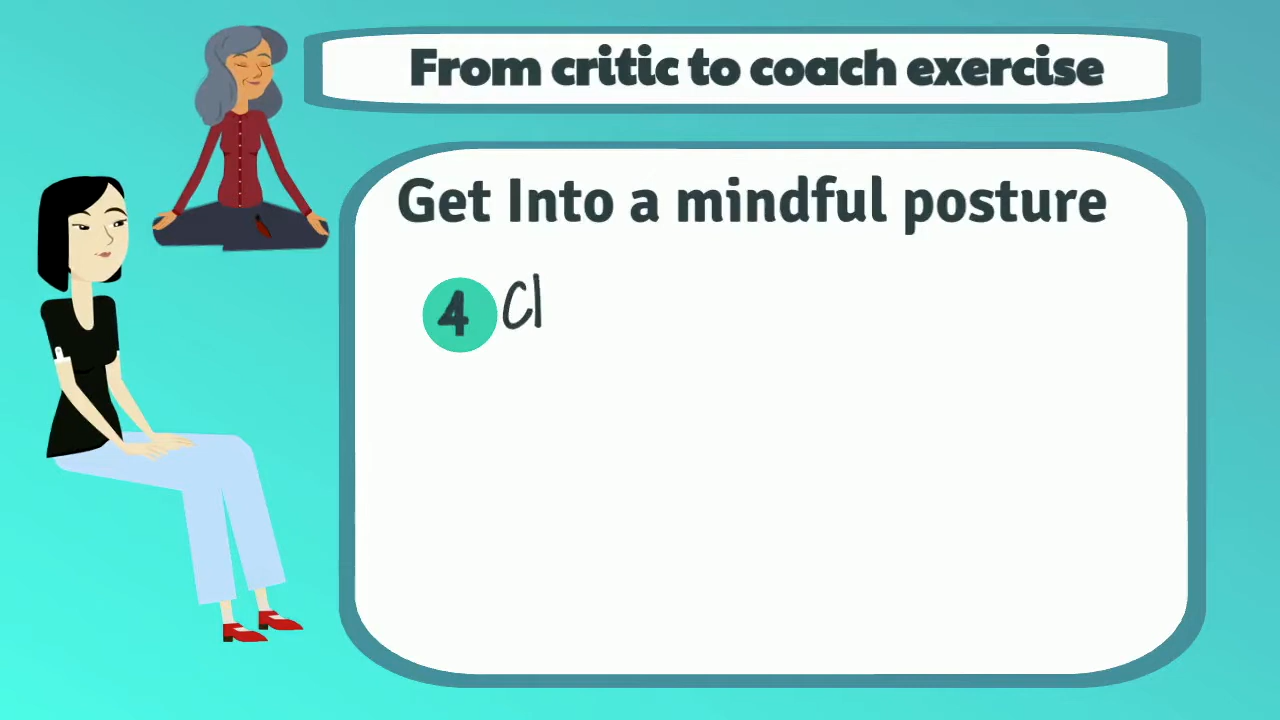 From critic to coach exercise
Get Into a mindful posture
4 Cl